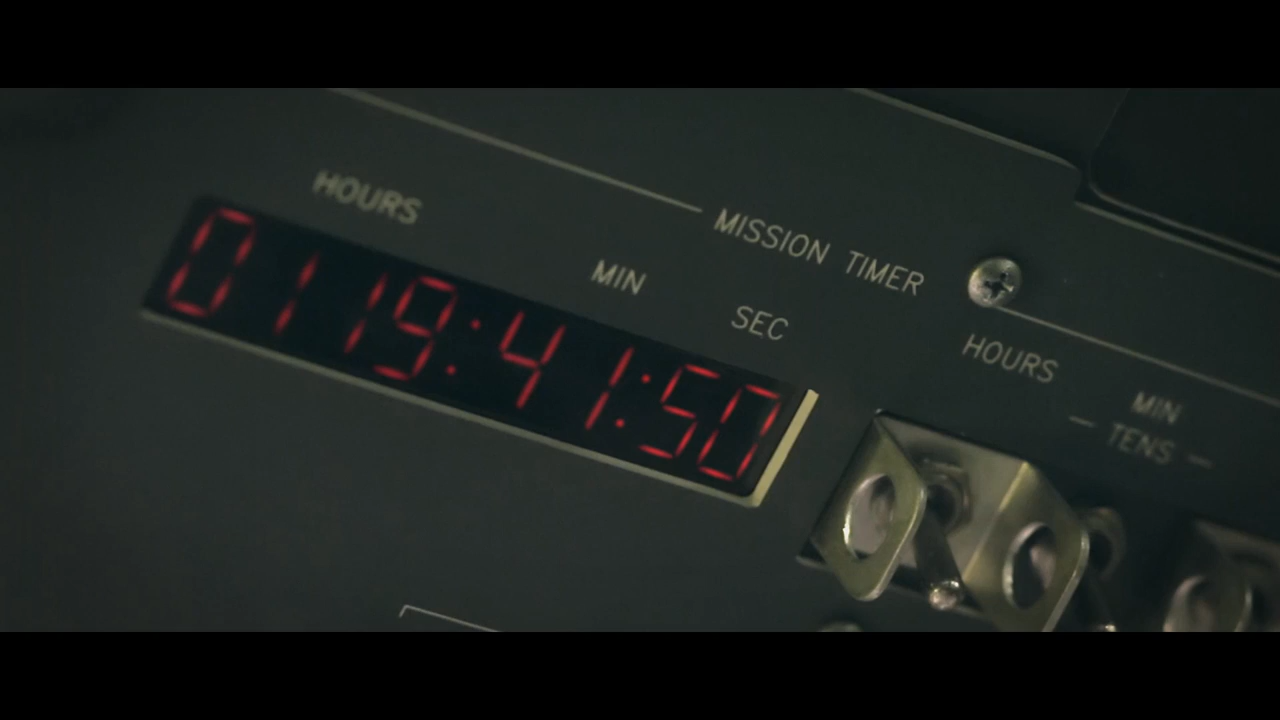 MISSION TIMER
HOURS
MIN
SEC
0119:41:50
HOURS
MIN
TENS